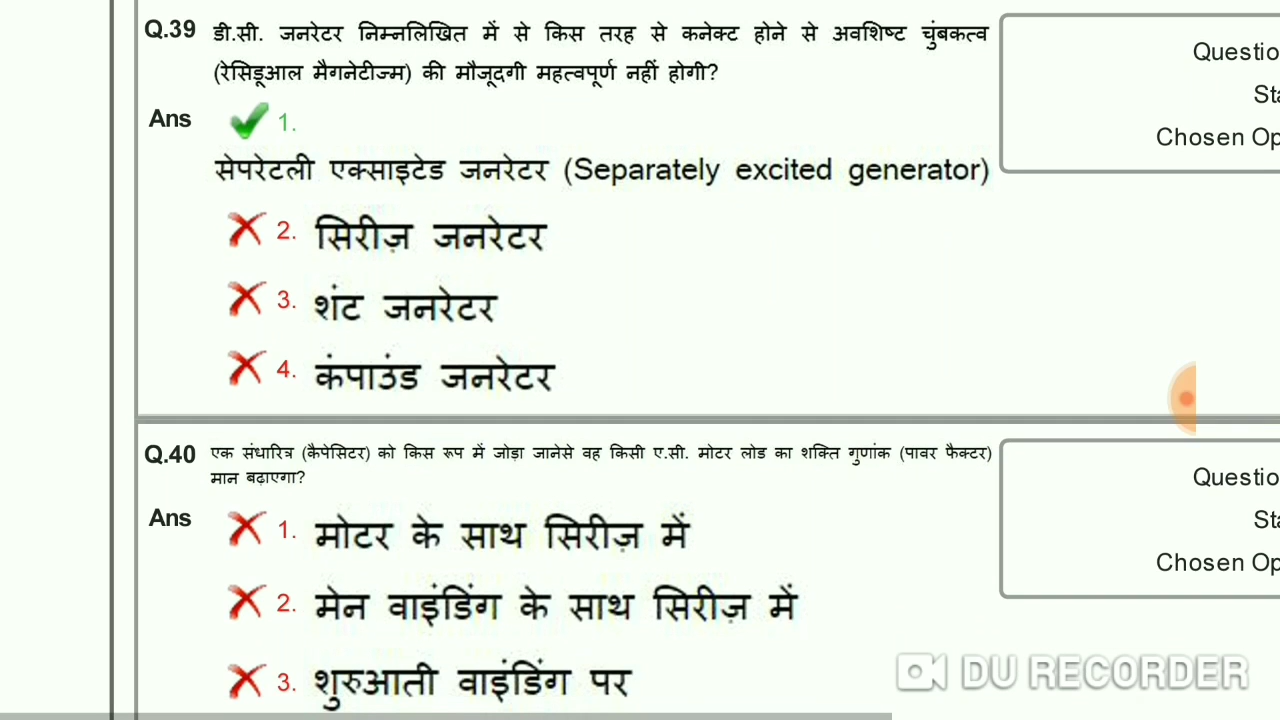 Q.39 डी.सी. जनरेटर निम्नलिखित में से किस तरह से कनेक्ट होने से अवशिष्ट चुंबकत्व
(रेसिडूआल मैगनेटीज्म) की मौजूदगी महत्वपूर्ण नहीं होगी?
Questio
Sta
Chosen Op
Ans 1.
सेपरेटली एक्साइटेड जनरेटर (Separately excited generator)
2. सिरीज़ जनरेटर
3. शंट जनरेटर
4. कंपाउंड जनरेटर
Q.40 एक संधारित्र (कैपेसिटर) को किस रूप में जोड़ा जानेसे वह किसी ए.सी. मोटर लोड का शक्ति गुणांक (पावर फैक्टर)
मान बढ़ाएगा?
Questio
Sta
Chosen Op
Ans 1. मोटर के साथ सिरीज़ में
2. मेन वाइंडिंग के साथ सिरीज़ में
3. शुरुआती वाइंडिंग पर
DU RECORDER